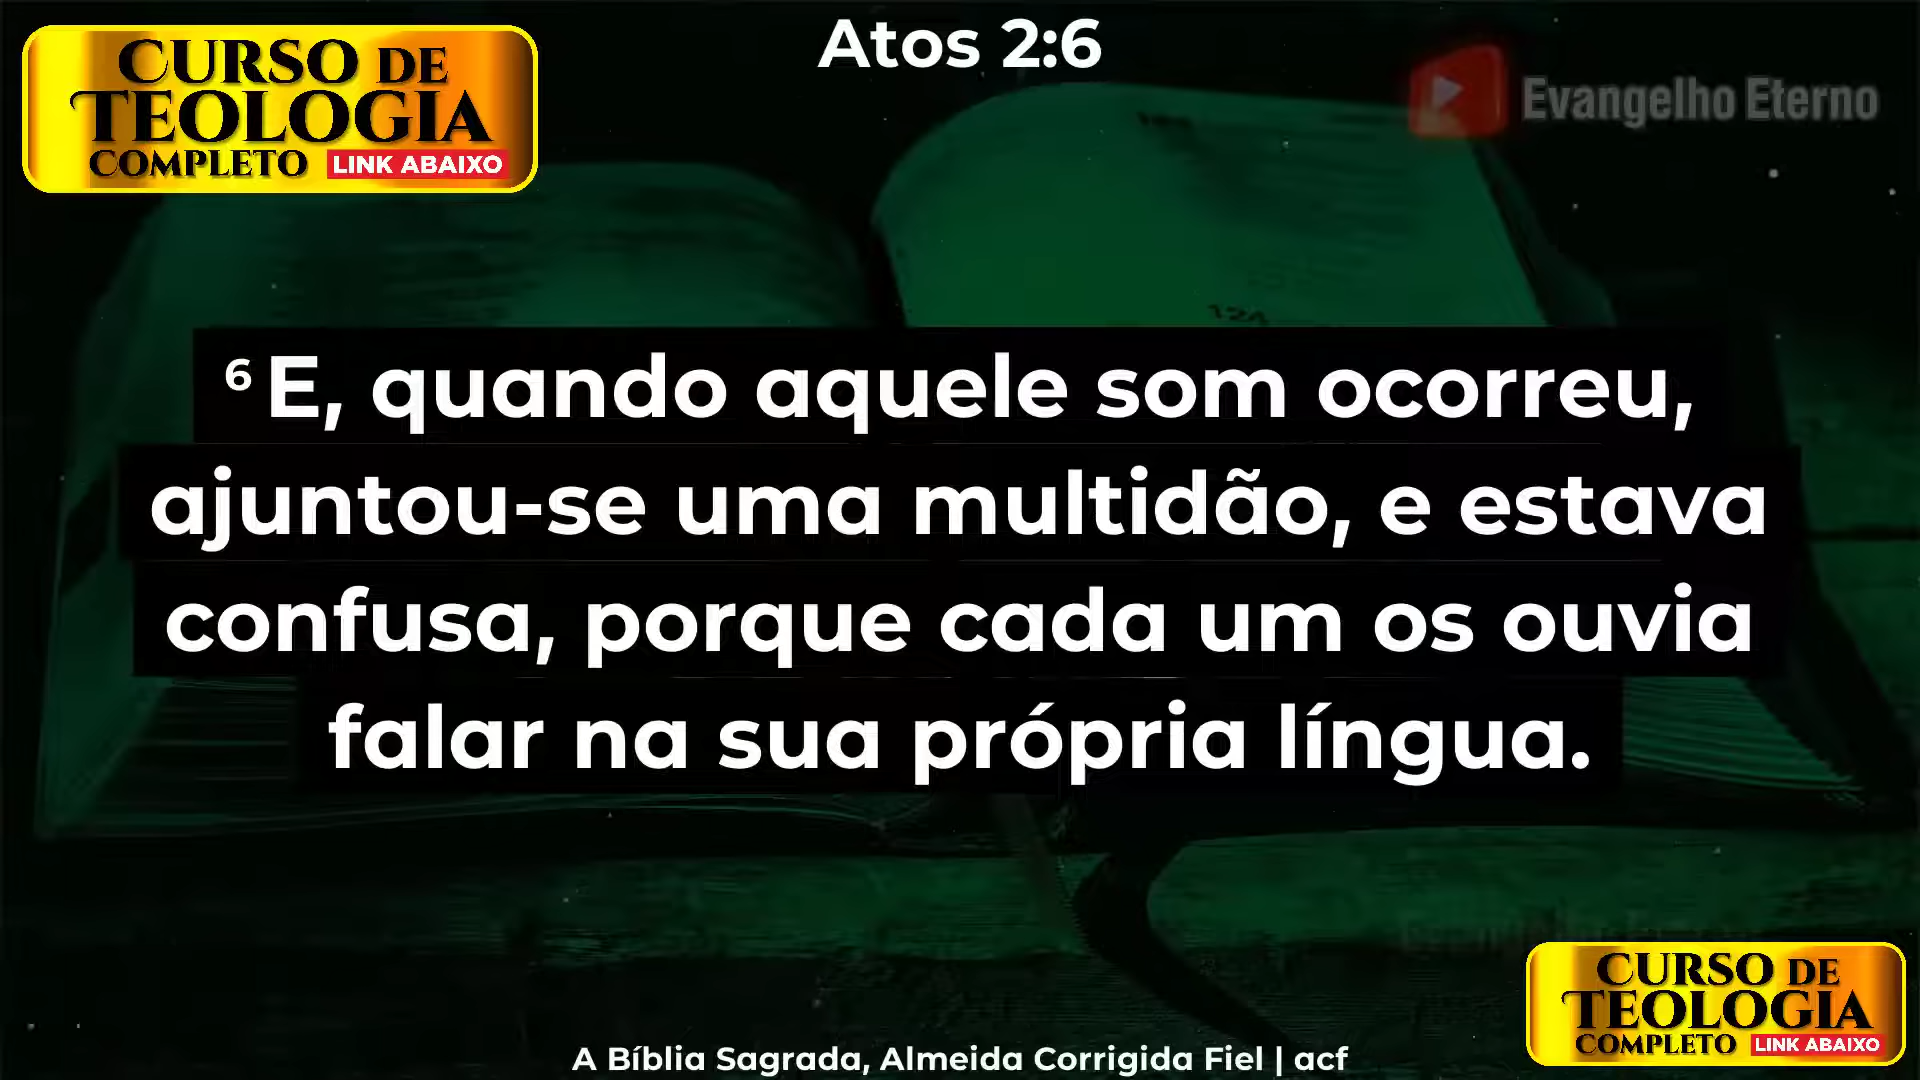 Atos 2:6
CURSO DE
TEOLOGIA
COMPLETO LINK ABAIXO
Evangelho Eterno
124
6 E, quando aquele som ocorreu,
ajuntou-se uma multidão, e estava
confusa, porque cada um os ouvia
falar na sua própria língua.
CURSO DE
TEOLOGIA
COMPLETO LINK ABAIXO
A Bíblia Sagrada, Almeida Corrigida Fiel | acf